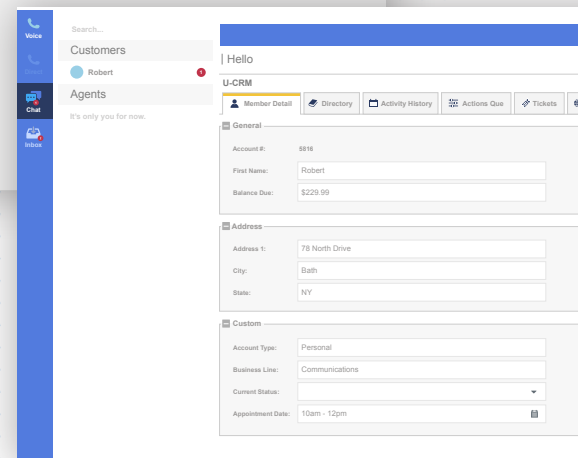 Voice
Search...
Customers
Robert
1
Agents
It's only you for now.
Chat
Inbox
| Hello
U-CRM
Member Detail
Directory
Activity History
Actions Que
Tickets
General
Account #: 5816
First Name: Robert
Balance Due: $229.99
Address
Address 1: 78 North Drive
City: Bath
State: NY
Custom
Account Type: Personal
Business Line: Communications
Current Status:
Appointment Date: 10am - 12pm